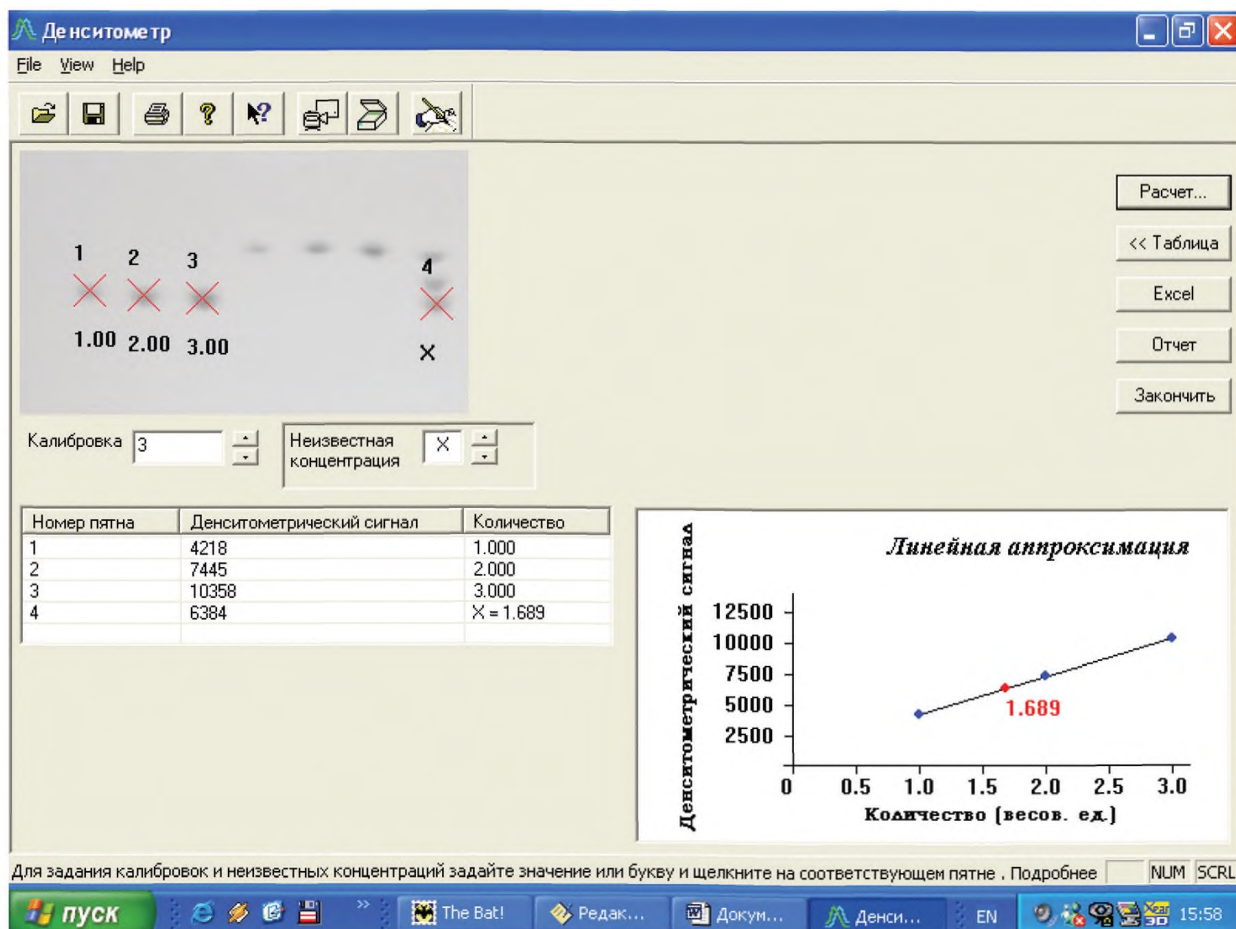 Денситометр
File View Help
1 2 3 4
1.00 2.00 3.00 X
Расчет...
<< Таблица
Excel
Отчет
Закончить
Калибровка 3 Неизвестная концентрация X
Номер пятна Денситометрический сигнал Количество
1 4218 1.000
2 7445 2.000
3 10358 3.000
4 6384 X = 1.689
Линейная аппроксимация
Денситометрический сигнал
12500
10000
7500
5000
2500
1.689
0 0.5 1.0 1.5 2.0 2.5 3.0
Количество (весов. ед.)
Для задания калибровок и неизвестных концентраций задайте значение или букву и щелкните на соответствующем пятне . Подробнее NUM SCRL
пуск The Bat! Редак... Докум... Денси... EN 15:58